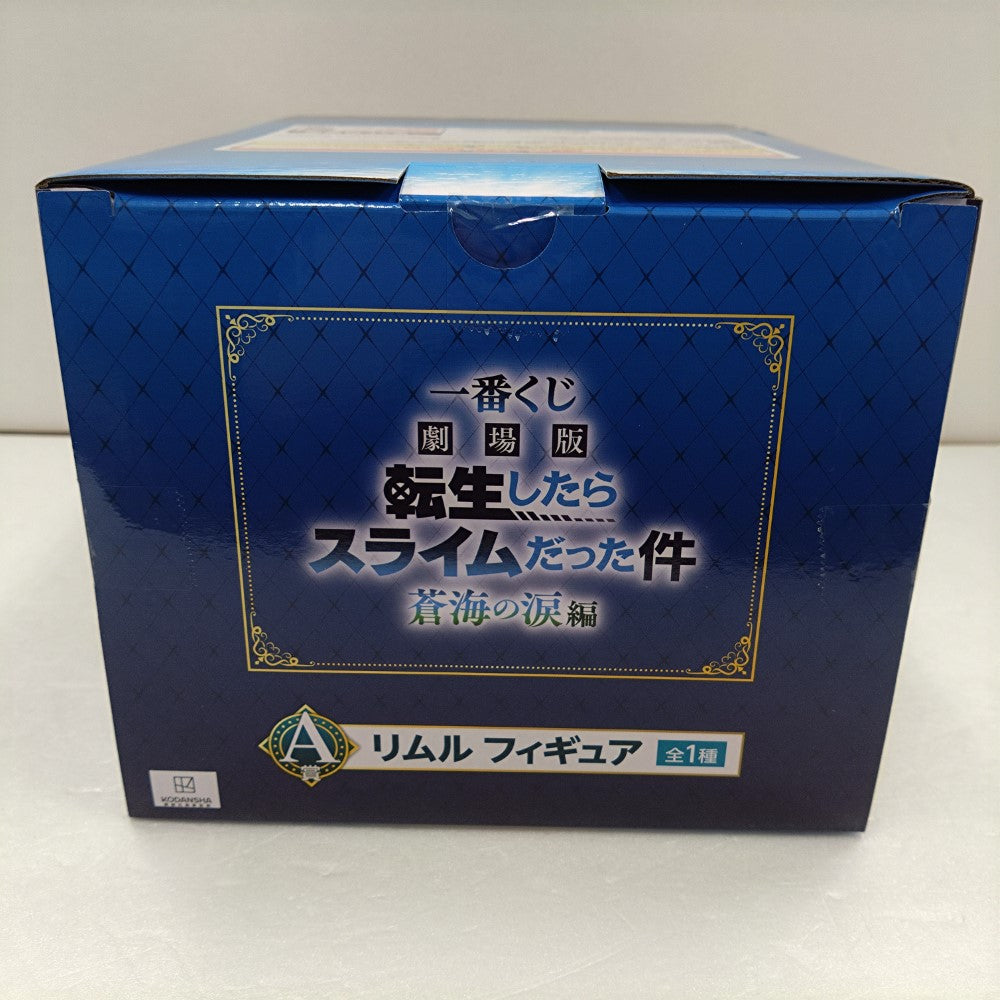 一番くじ
劇場版
転生したら
スライムだった件
蒼海の涙編
A賞 リムル フィギュア 全1種
KODANSHA